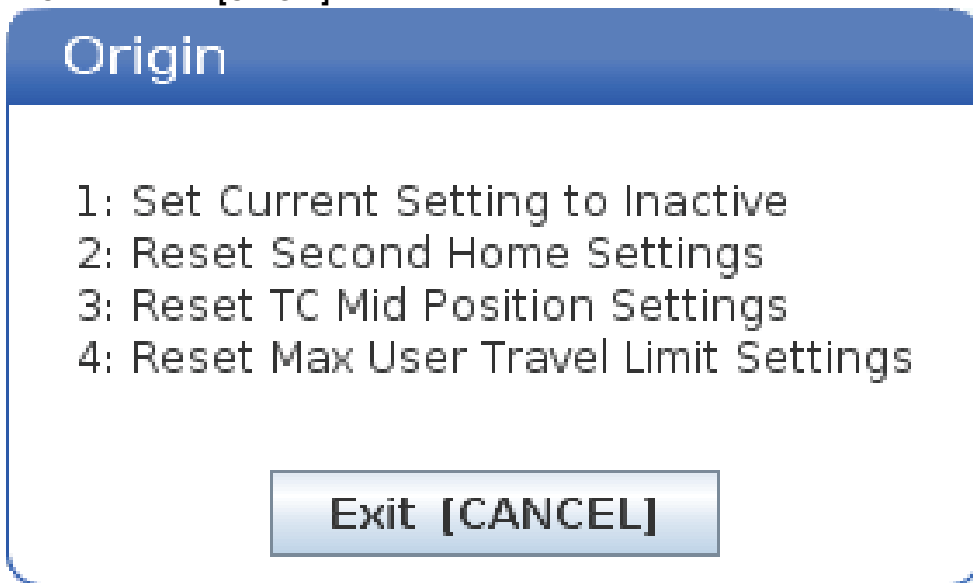 Origin
1: Set Current Setting to Inactive
2: Reset Second Home Settings
3: Reset TC Mid Position Settings
4: Reset Max User Travel Limit Settings
Exit [CANCEL]